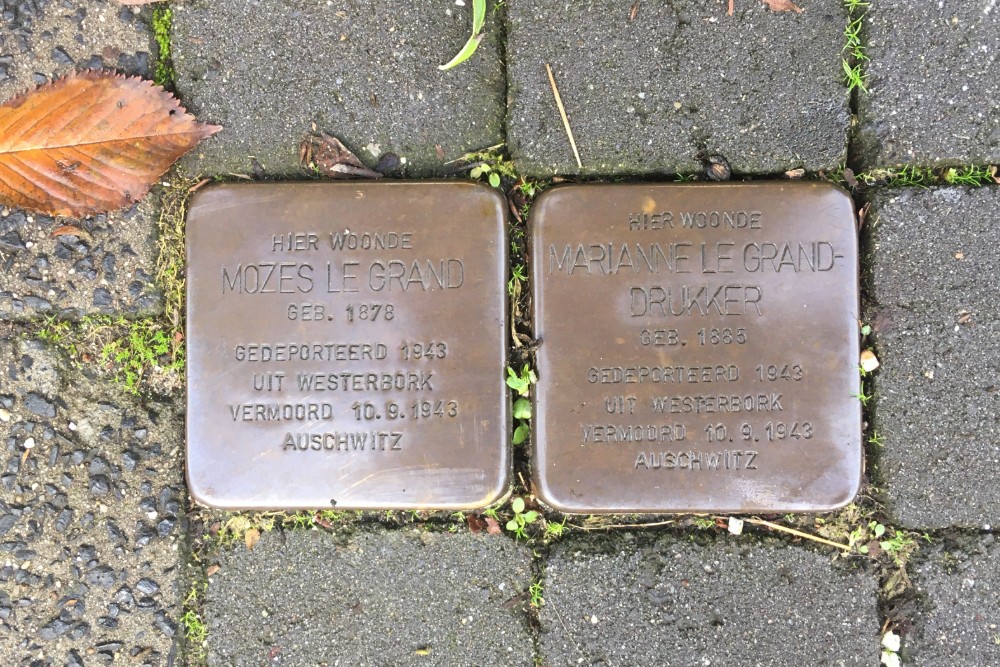 HIER WOONDE
MOZES LE GRAND
GEB. 1878
GEDEPORTEERD 1943
UIT WESTERBORK
VERMOORD 10.9.1943
AUSCHWITZ
HIER WOONDE
MARIANNE LE GRAND-
DRUKKER
GEB. 1885
GEDEPORTEERD 1943
UIT WESTERBORK
VERMOORD 10.9.1943
AUSCHWITZ